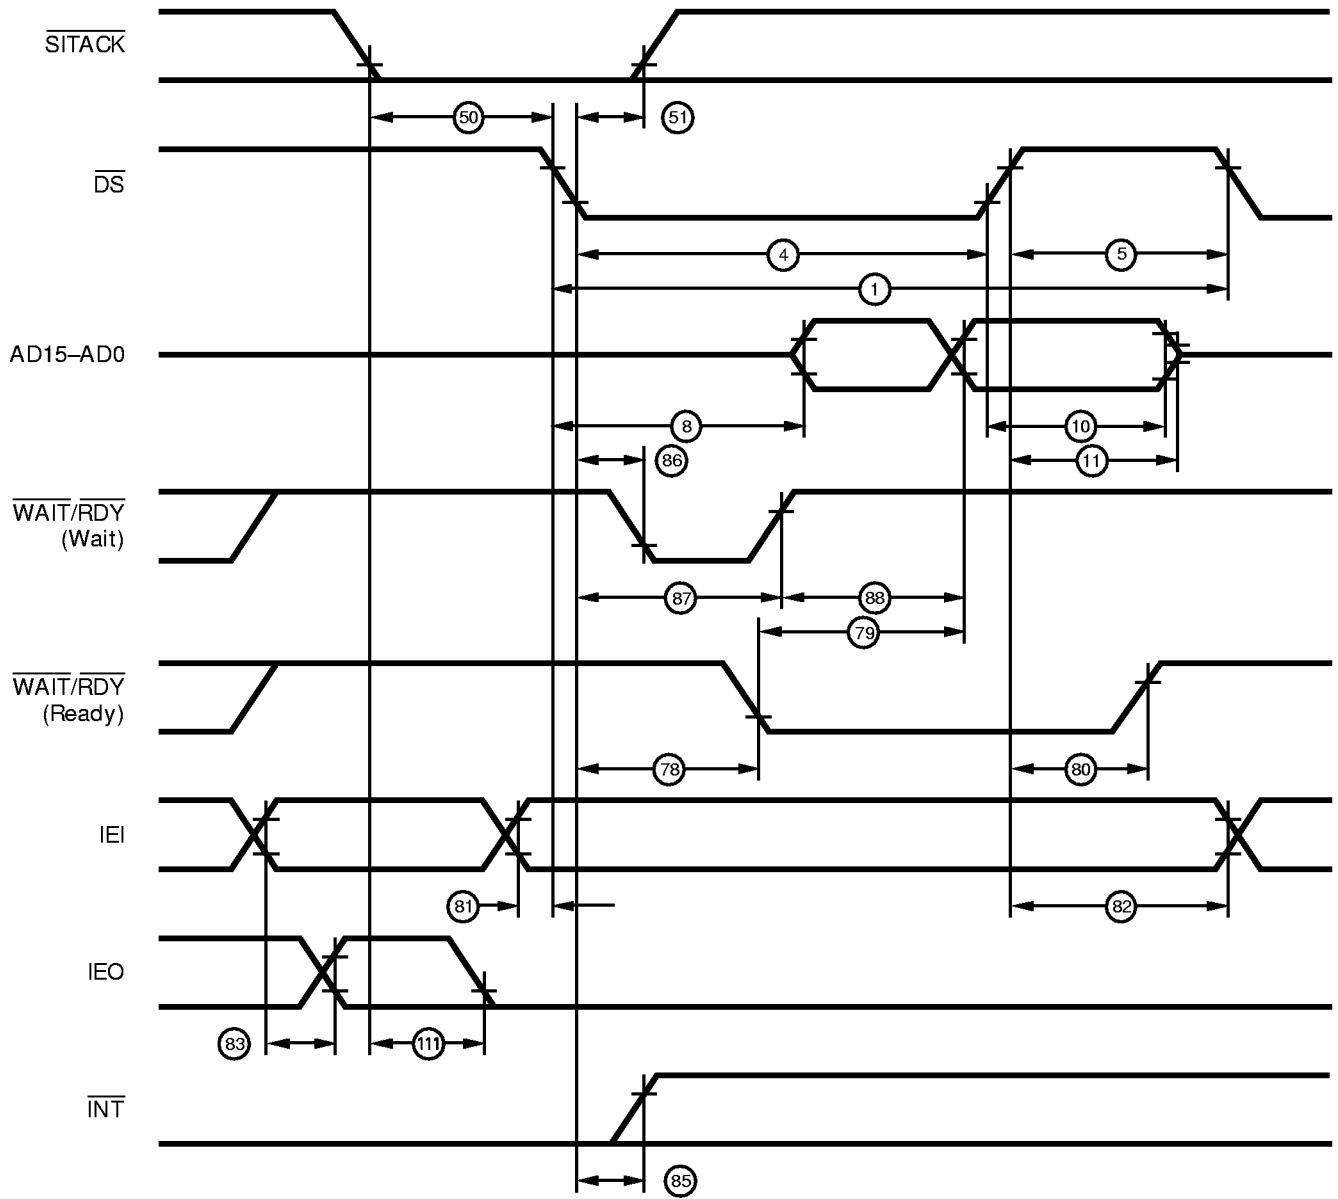 SITACK
50
51
DS
4
5
1
AD15–AD0
8
10
86
11
WAIT/RDY
(Wait)
87
88
79
WAIT/RDY
(Ready)
78
80
IEI
81
82
IEO
83
111
INT
85